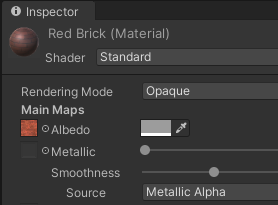 Inspector
Red Brick (Material)
Shader Standard
Rendering Mode Opaque
Main Maps
Albedo
Metallic
Smoothness
Source Metallic Alpha